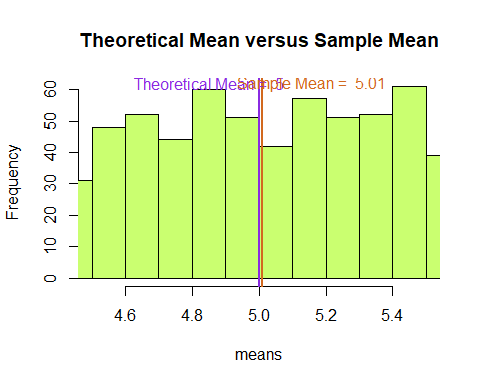 Theoretical Mean versus Sample Mean
Theoretical Mean = 5
Sample Mean = 5.01
Frequency
60
50
40
30
20
10
0
4.6 4.8 5.0 5.2 5.4
means